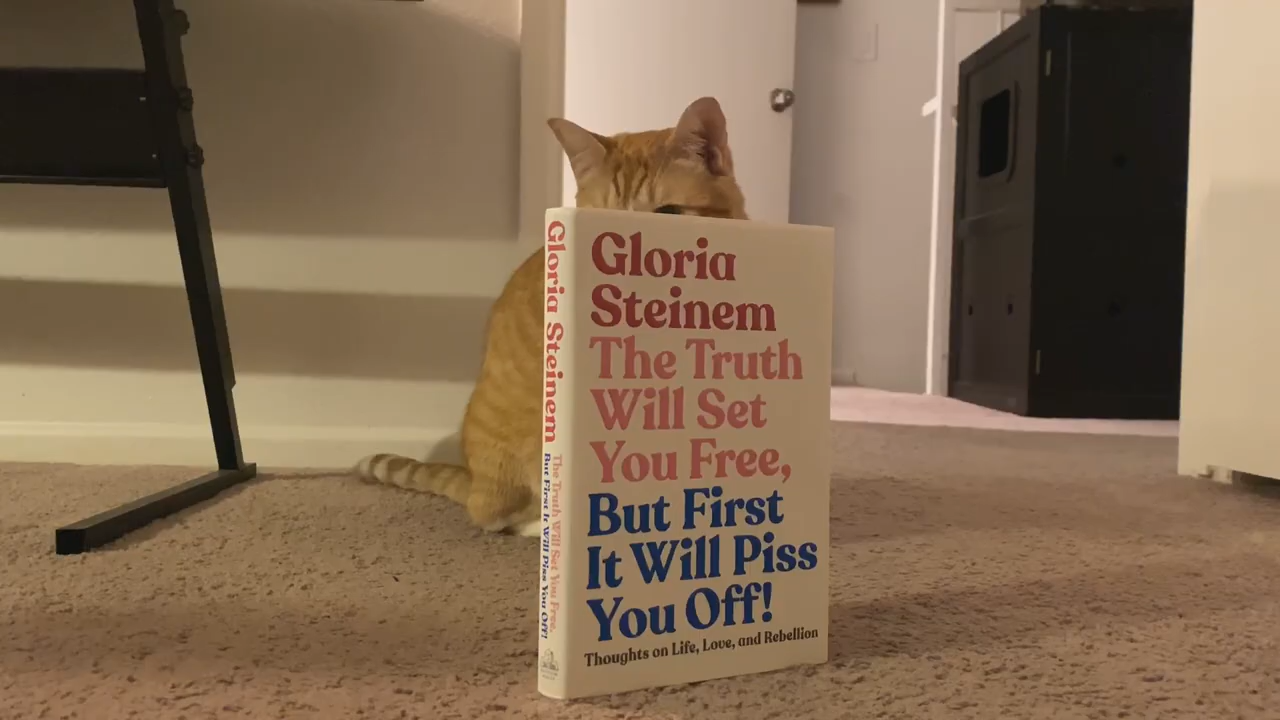 Gloria
Steinem
The Truth
Will Set
You Free,
But First
It Will Piss
You Off!
Thoughts on Life, Love, and Rebellion
Gloria Steinem
The Truth Will Set You Free,
But First It Will Piss You Off!